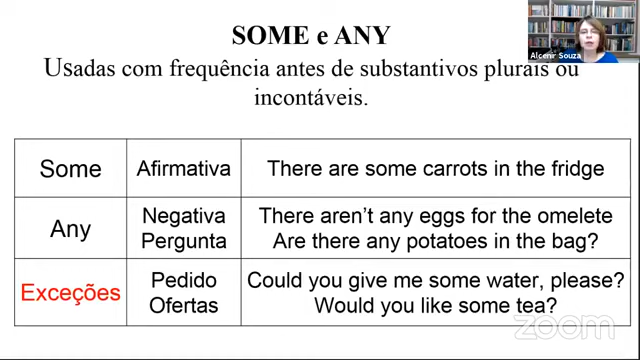 SOME e ANY
Usadas com frequência antes de substantivos plurais ou
incontáveis.
Alcenir Souza
Some Afirmativa There are some carrots in the fridge
Any Negativa There aren't any eggs for the omelete
Pergunta Are there any potatoes in the bag?
Exceções Pedido Could you give me some water, please?
Ofertas Would you like some tea?
zoom